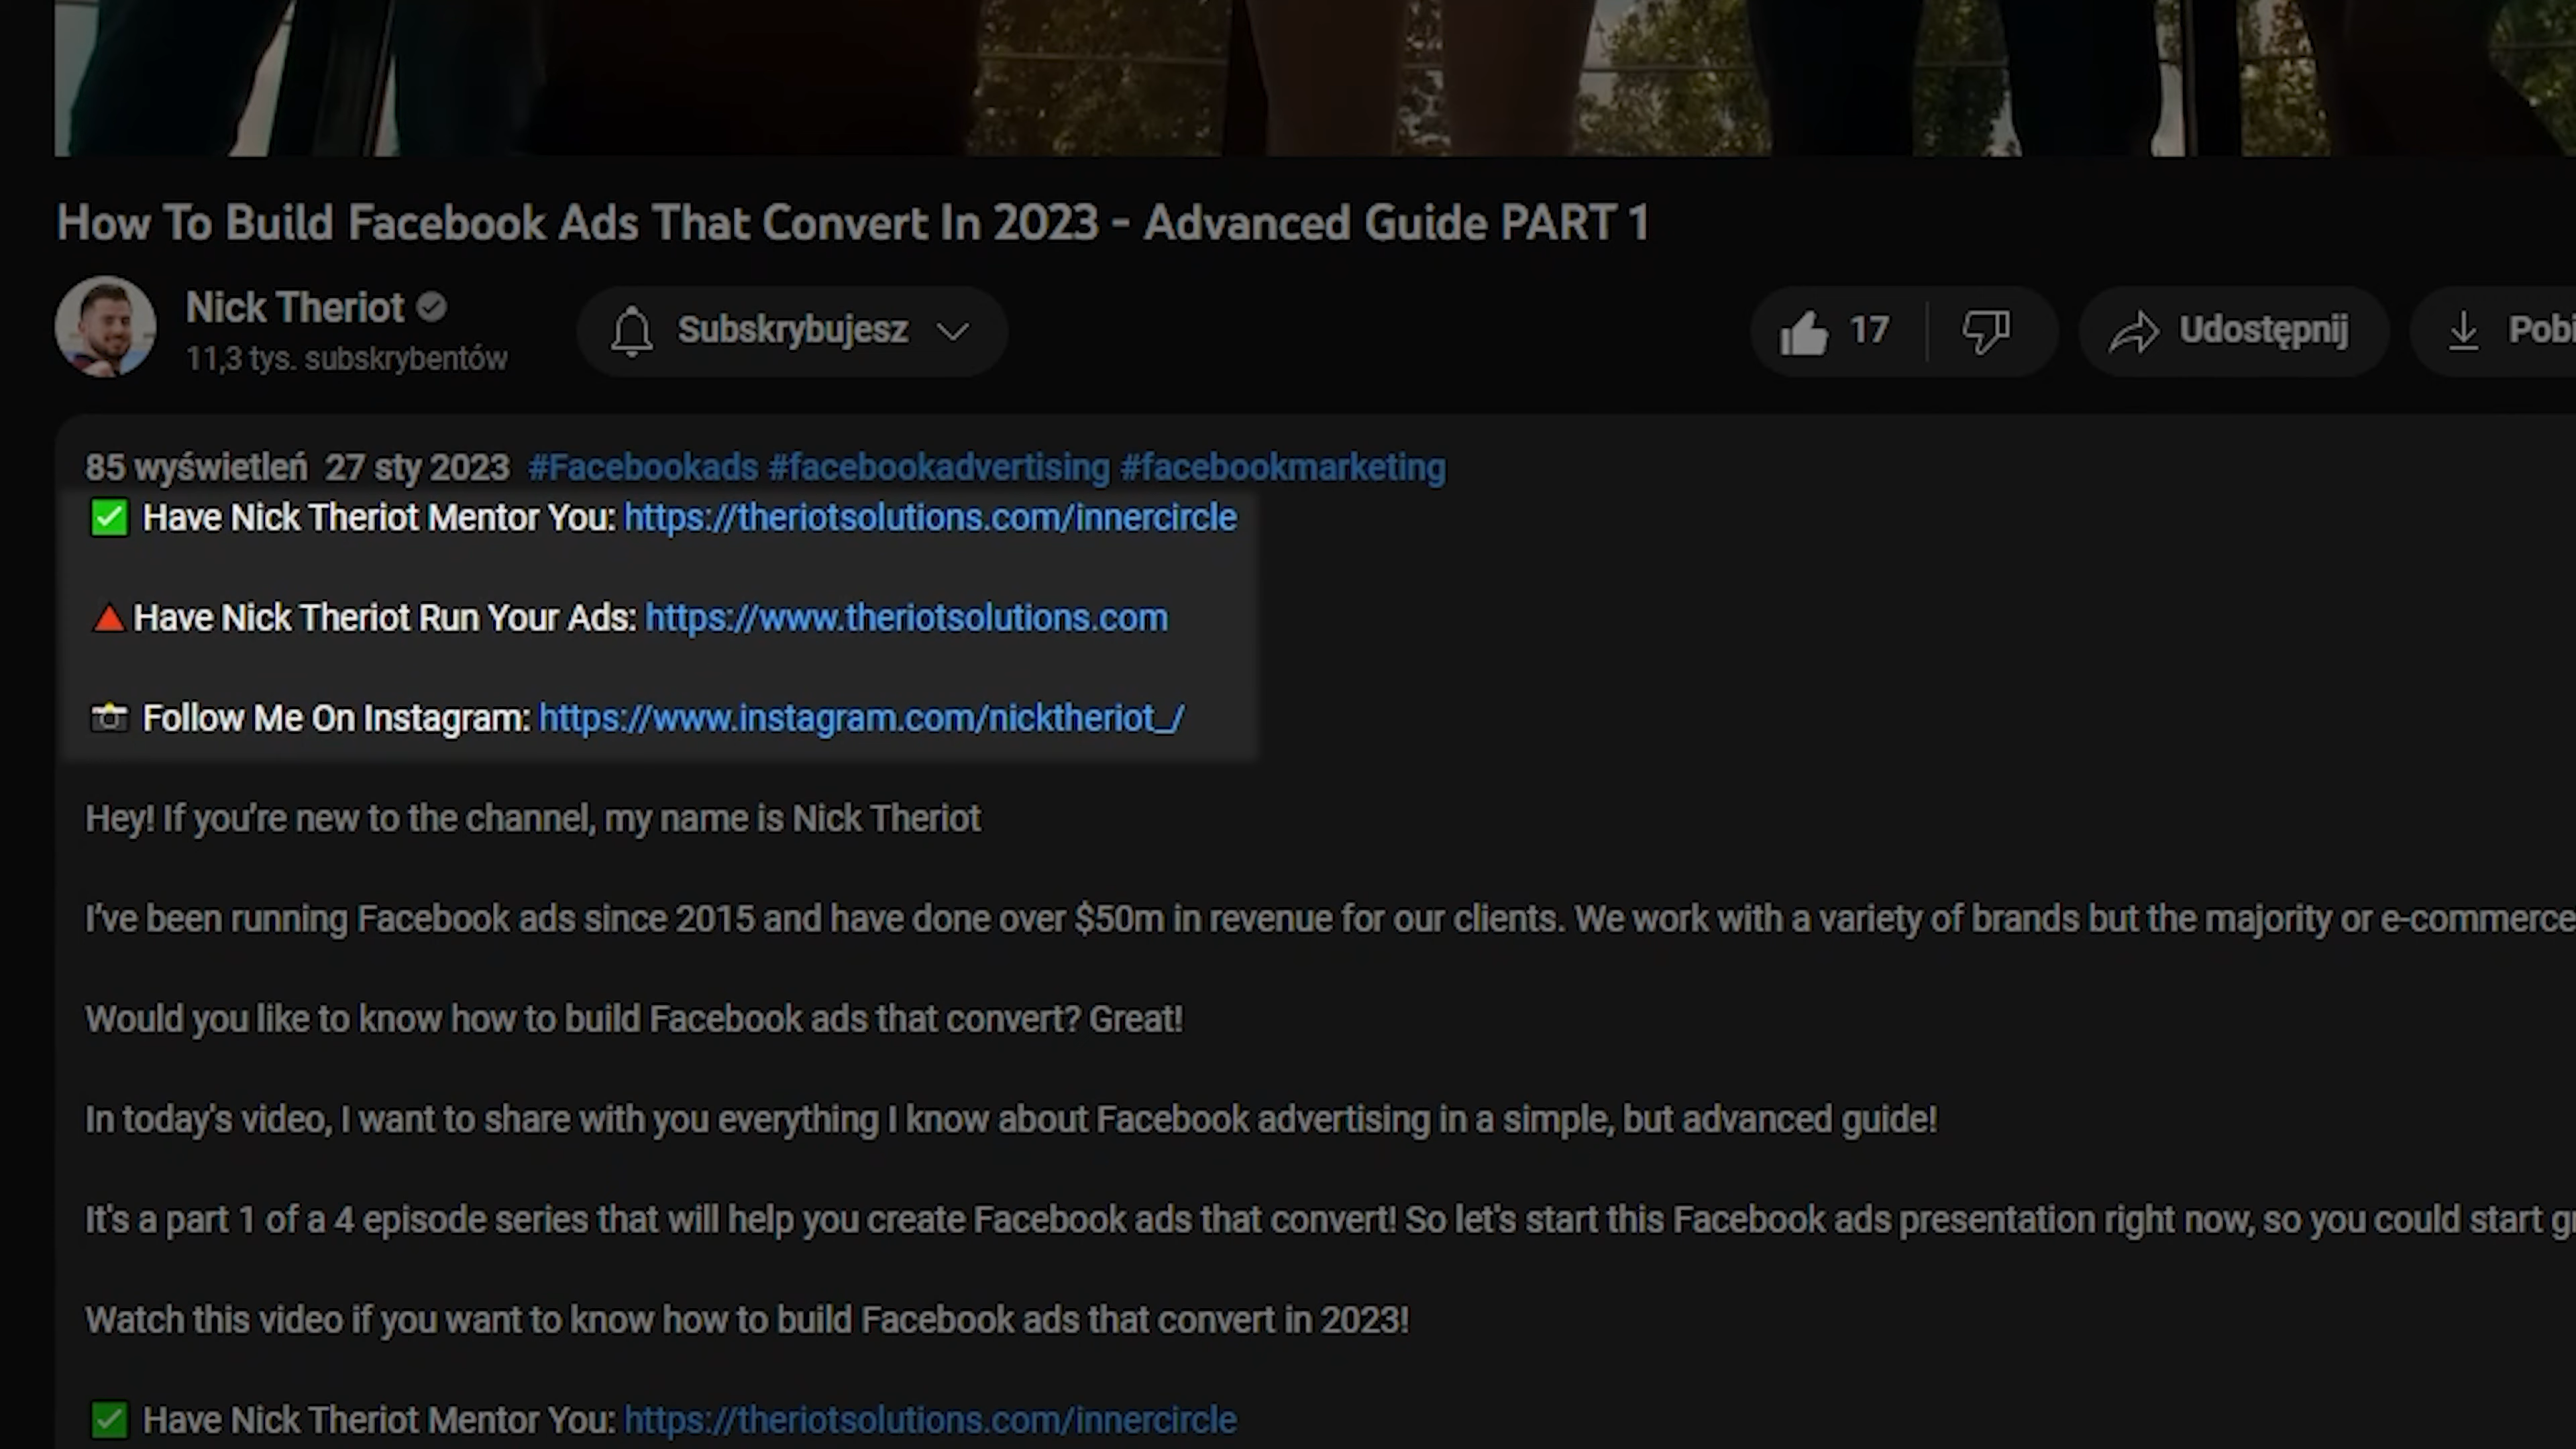 How To Build Facebook Ads That Convert In 2023 - Advanced Guide PART 1
Nick Theriot
11,3 tys. subskrybentów
Subskrybujesz
17
Udostępnij
85 wyświetleń 27 sty 2023 #Facebookads #facebookadvertising #facebookmarketing
✅ Have Nick Theriot Mentor You: https://theriotsolutions.com/innercircle
🔺Have Nick Theriot Run Your Ads: https://www.theriotsolutions.com
📸 Follow Me On Instagram: https://www.instagram.com/nicktheriot_/
Hey! If you're new to the channel, my name is Nick Theriot
I've been running Facebook ads since 2015 and have done over $50m in revenue for our clients. We work with a variety of brands but the majority or e-commerce
Would you like to know how to build Facebook ads that convert? Great!
In today's video, I want to share with you everything I know about Facebook advertising in a simple, but advanced guide!
It's a part 1 of a 4 episode series that will help you create Facebook ads that convert! So let's start this Facebook ads presentation right now, so you could start
Watch this video if you want to know how to build Facebook ads that convert in 2023!
✅ Have Nick Theriot Mentor You: https://theriotsolutions.com/innercircle